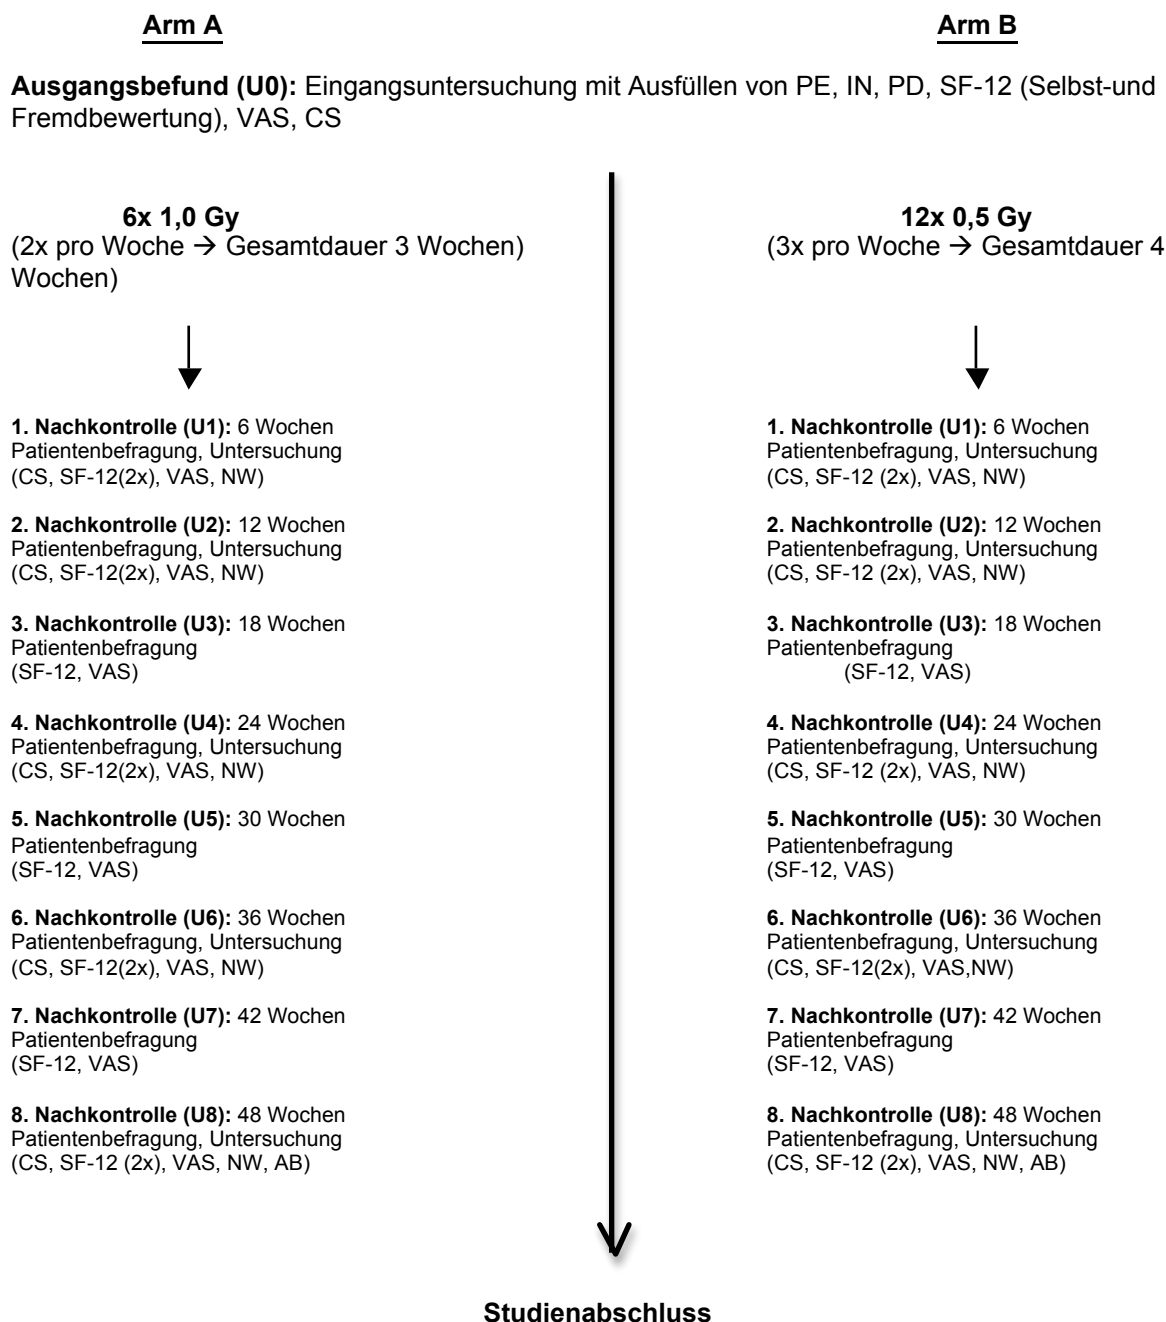 Arm A
Arm B
Ausgangsbefund (U0): Eingangsuntersuchung mit Ausfüllen von PE, IN, PD, SF-12 (Selbst-und
Fremdbewertung), VAS, CS
6x 1,0 Gy
12x 0,5 Gy
(2x pro Woche → Gesamtdauer 3 Wochen)
(3x pro Woche → Gesamtdauer 4
Wochen)
1. Nachkontrolle (U1): 6 Wochen
Patientenbefragung, Untersuchung
(CS, SF-12(2x), VAS, NW)
2. Nachkontrolle (U2): 12 Wochen
Patientenbefragung, Untersuchung
(CS, SF-12(2x), VAS, NW)
3. Nachkontrolle (U3): 18 Wochen
Patientenbefragung
(SF-12, VAS)
4. Nachkontrolle (U4): 24 Wochen
Patientenbefragung, Untersuchung
(CS, SF-12(2x), VAS, NW)
5. Nachkontrolle (U5): 30 Wochen
Patientenbefragung
(SF-12, VAS)
6. Nachkontrolle (U6): 36 Wochen
Patientenbefragung, Untersuchung
(CS, SF-12(2x), VAS, NW)
7. Nachkontrolle (U7): 42 Wochen
Patientenbefragung
(SF-12, VAS)
8. Nachkontrolle (U8): 48 Wochen
Patientenbefragung, Untersuchung
(CS, SF-12 (2x), VAS, NW, AB)
1. Nachkontrolle (U1): 6 Wochen
Patientenbefragung, Untersuchung
(CS, SF-12 (2x), VAS, NW)
2. Nachkontrolle (U2): 12 Wochen
Patientenbefragung, Untersuchung
(CS, SF-12 (2x), VAS, NW)
3. Nachkontrolle (U3): 18 Wochen
Patientenbefragung
(SF-12, VAS)
4. Nachkontrolle (U4): 24 Wochen
Patientenbefragung, Untersuchung
(CS, SF-12 (2x), VAS, NW)
5. Nachkontrolle (U5): 30 Wochen
Patientenbefragung
(SF-12, VAS)
6. Nachkontrolle (U6): 36 Wochen
Patientenbefragung, Untersuchung
(CS, SF-12(2x), VAS,NW)
7. Nachkontrolle (U7): 42 Wochen
Patientenbefragung
(SF-12, VAS)
8. Nachkontrolle (U8): 48 Wochen
Patientenbefragung, Untersuchung
(CS, SF-12 (2x), VAS, NW, AB)
Studienabschluss